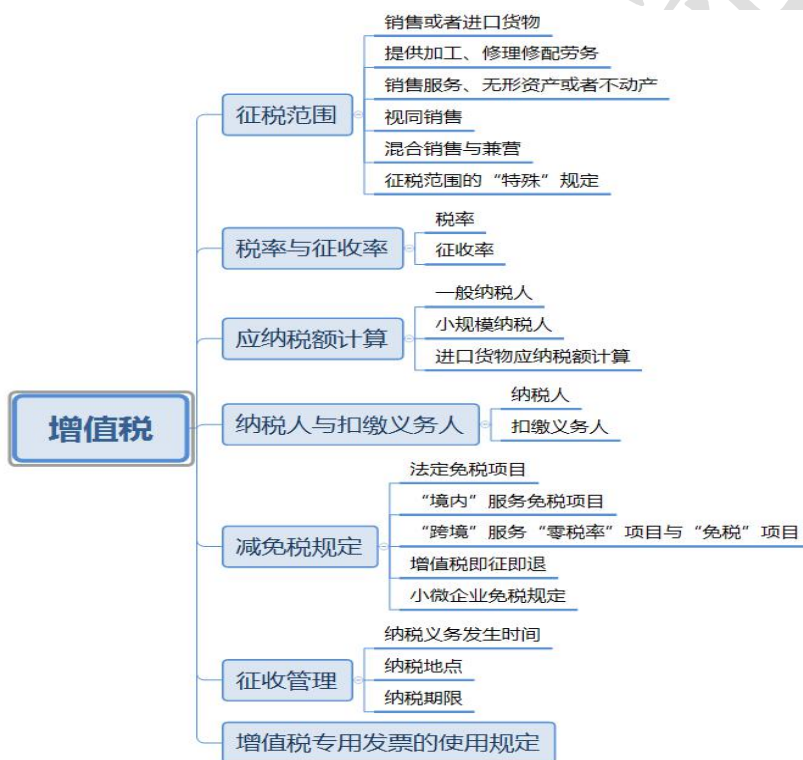 增值税
征税范围
销售或者进口货物
提供加工、修理修配劳务
销售服务、无形资产或者不动产
视同销售
混合销售与兼营
征税范围的“特殊”规定
税率与征收率
税率
征收率
应纳税额计算
一般纳税人
小规模纳税人
进口货物应纳税额计算
纳税人与扣缴义务人
纳税人
扣缴义务人
减免税规定
法定免税项目
“境内”服务免税项目
“跨境”服务“零税率”项目与“免税”项目
增值税即征即退
小微企业免税规定
征收管理
纳税义务发生时间
纳税地点
纳税期限
增值税专用发票的使用规定